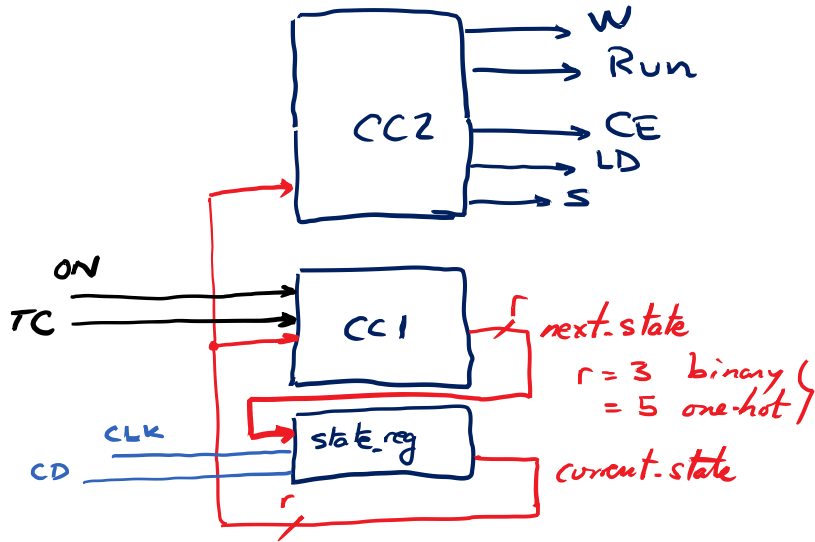 W
Run
CC2
CE
LD
S
ON
TC
CC1
r
next_state
r = 3 binary
= 5 one-hot
CLK
state_reg
CD
current_state
r